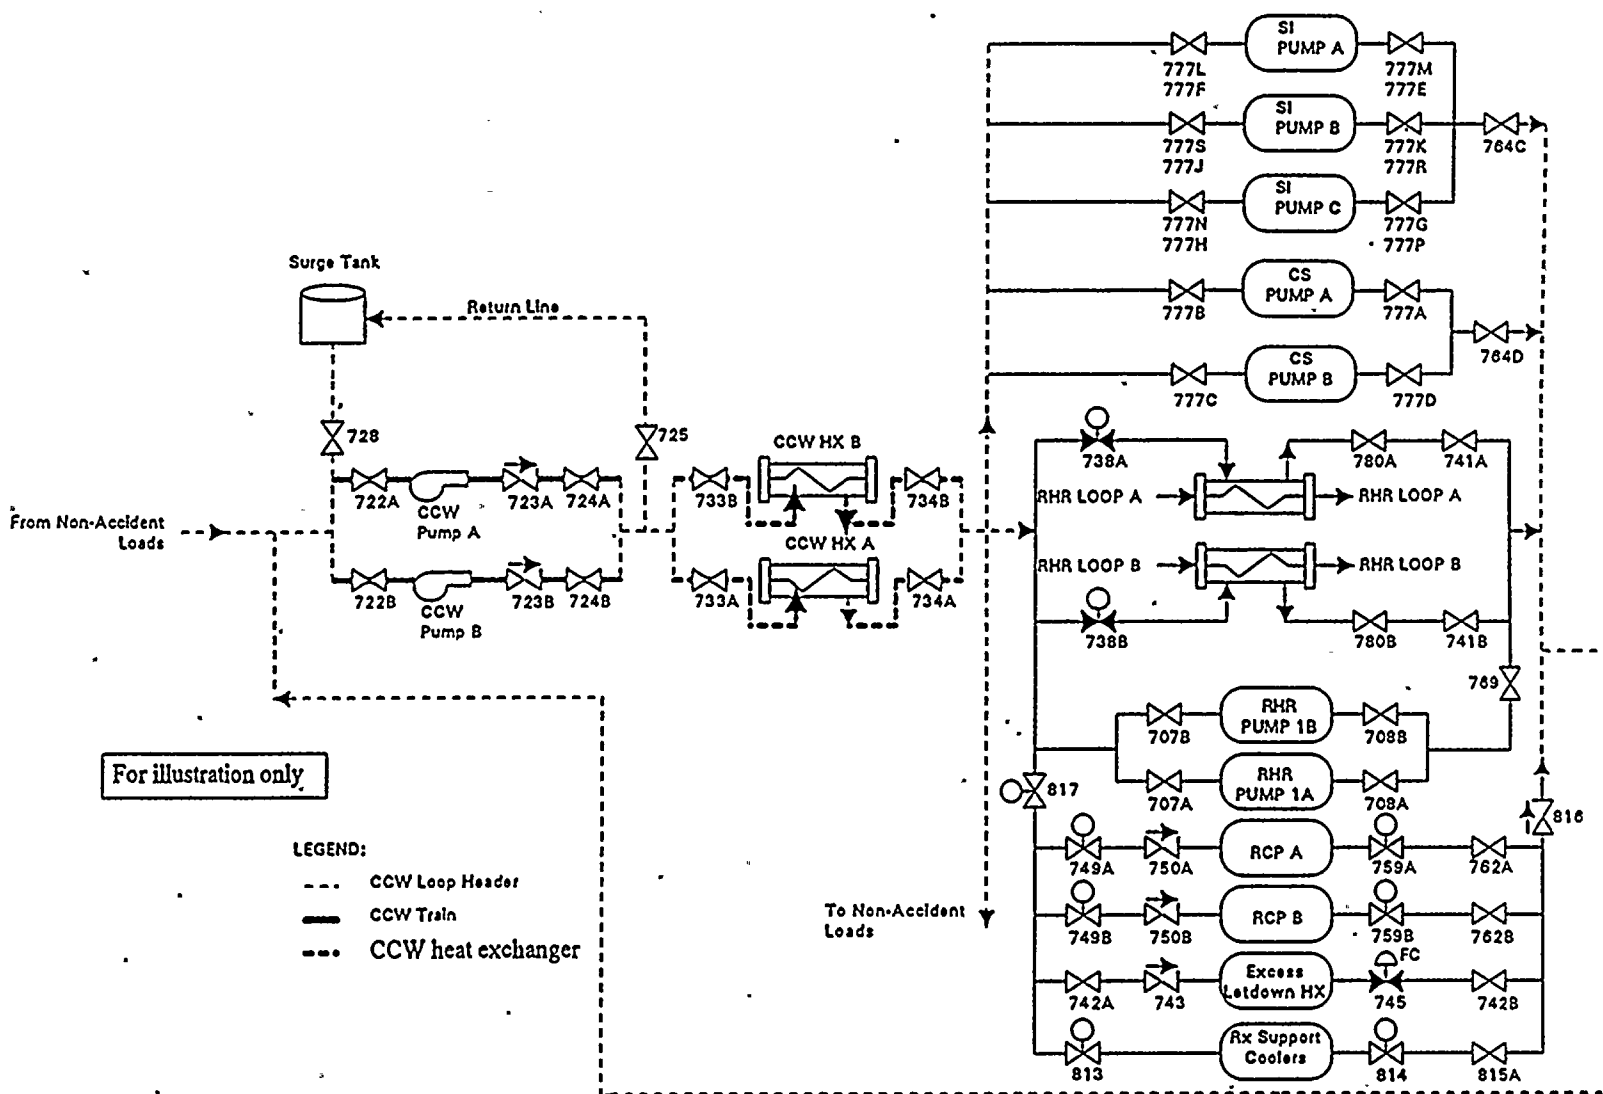 SI
PUMP A
777L
777F
777M
777E
SI
PUMP B
777S
777J
777K
777R
764C
SI
PUMP C
777N
777H
777G
777P
Surge Tank
Return Line
CS
PUMP A
777B
777A
764D
CS
PUMP B
777C
777D
728
725
CCW HX B
738A
780A
741A
722A
723A
724A
733B
734B
RHR LOOP A
RHR LOOP A
From Non-Accident
Loads
CCW
Pump A
CCW HX A
RHR LOOP B
RHR LOOP B
722B
723B
724B
733A
734A
CCW
Pump B
738B
780B
741B
769
RHR
PUMP 1B
707B
708B
For illustration only
RHR
PUMP 1A
817
707A
708A
816
LEGEND:
CCW Loop Header
CCW Train
CCW heat exchanger
RCP A
749A
750A
759A
762A
To Non-Accident
Loads
RCP B
749B
750B
759B
762B
FC
Excess
Letdown HX
742A
743
745
742B
Rx Support
Coolers
813
814
815A